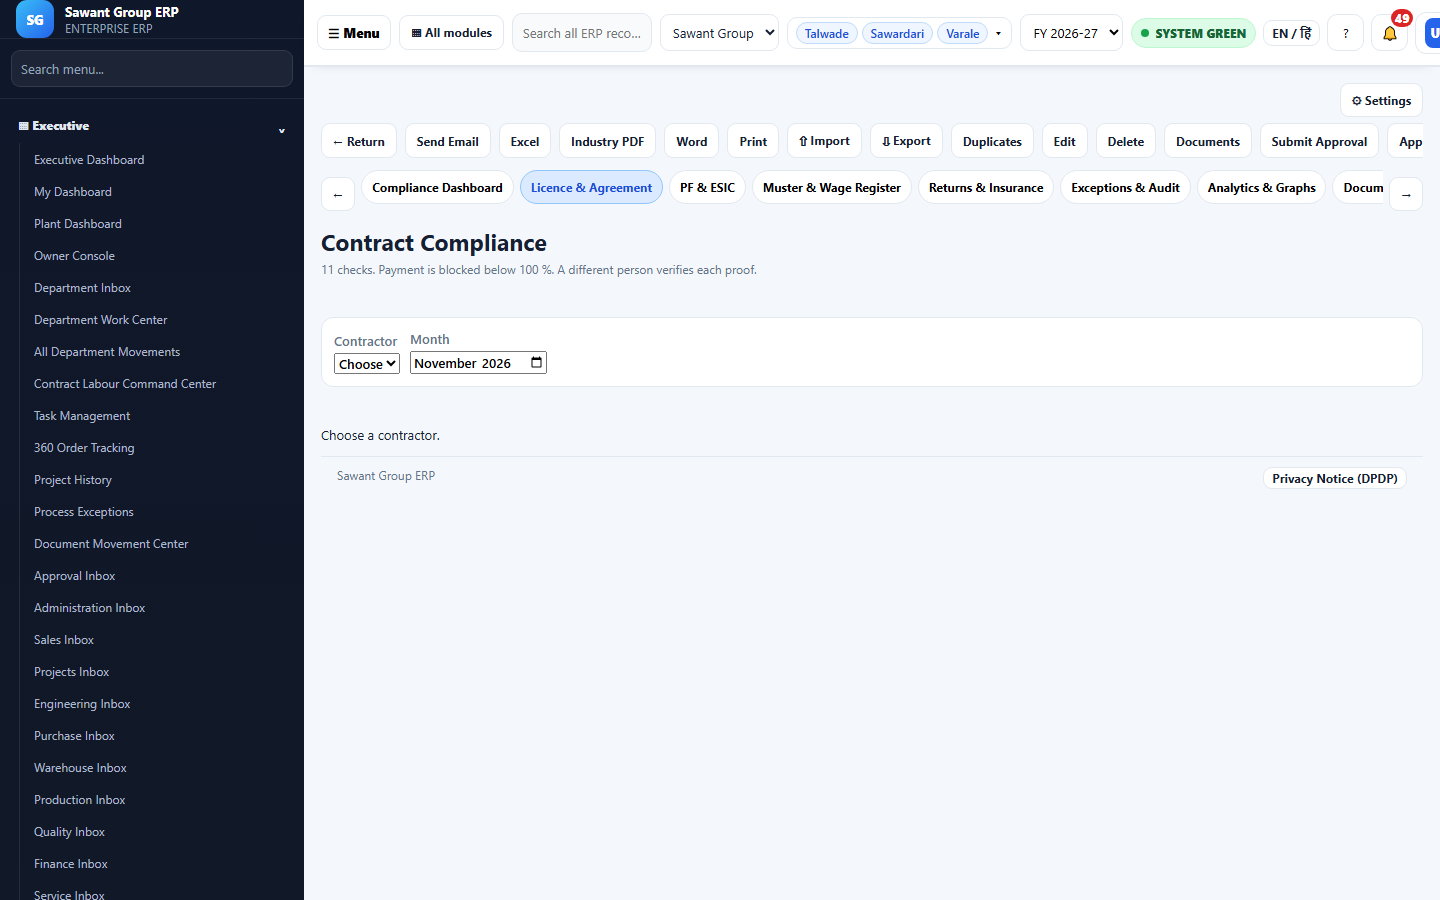 SG
Sawant Group ERP
ENTERPRISE ERP
Search menu...
Executive
Executive Dashboard
My Dashboard
Plant Dashboard
Owner Console
Department Inbox
Department Work Center
All Department Movements
Contract Labour Command Center
Task Management
360 Order Tracking
Project History
Process Exceptions
Document Movement Center
Approval Inbox
Administration Inbox
Sales Inbox
Projects Inbox
Engineering Inbox
Purchase Inbox
Warehouse Inbox
Production Inbox
Quality Inbox
Finance Inbox
Service Inbox
☰ Menu
All modules
Search all ERP reco...
Sawant Group
Talwade Sawardari Varale
FY 2026-27
SYSTEM GREEN
EN / हिं
?
49
U
⚙ Settings
← Return Send Email Excel Industry PDF Word Print ⇧ Import ⇩ Export Duplicates Edit Delete Documents Submit Approval App
← Compliance Dashboard Licence & Agreement PF & ESIC Muster & Wage Register Returns & Insurance Exceptions & Audit Analytics & Graphs Docum →
Contract Compliance
11 checks. Payment is blocked below 100 %. A different person verifies each proof.
Contractor Month
Choose November 2026
Choose a contractor.
Sawant Group ERP
Privacy Notice (DPDP)